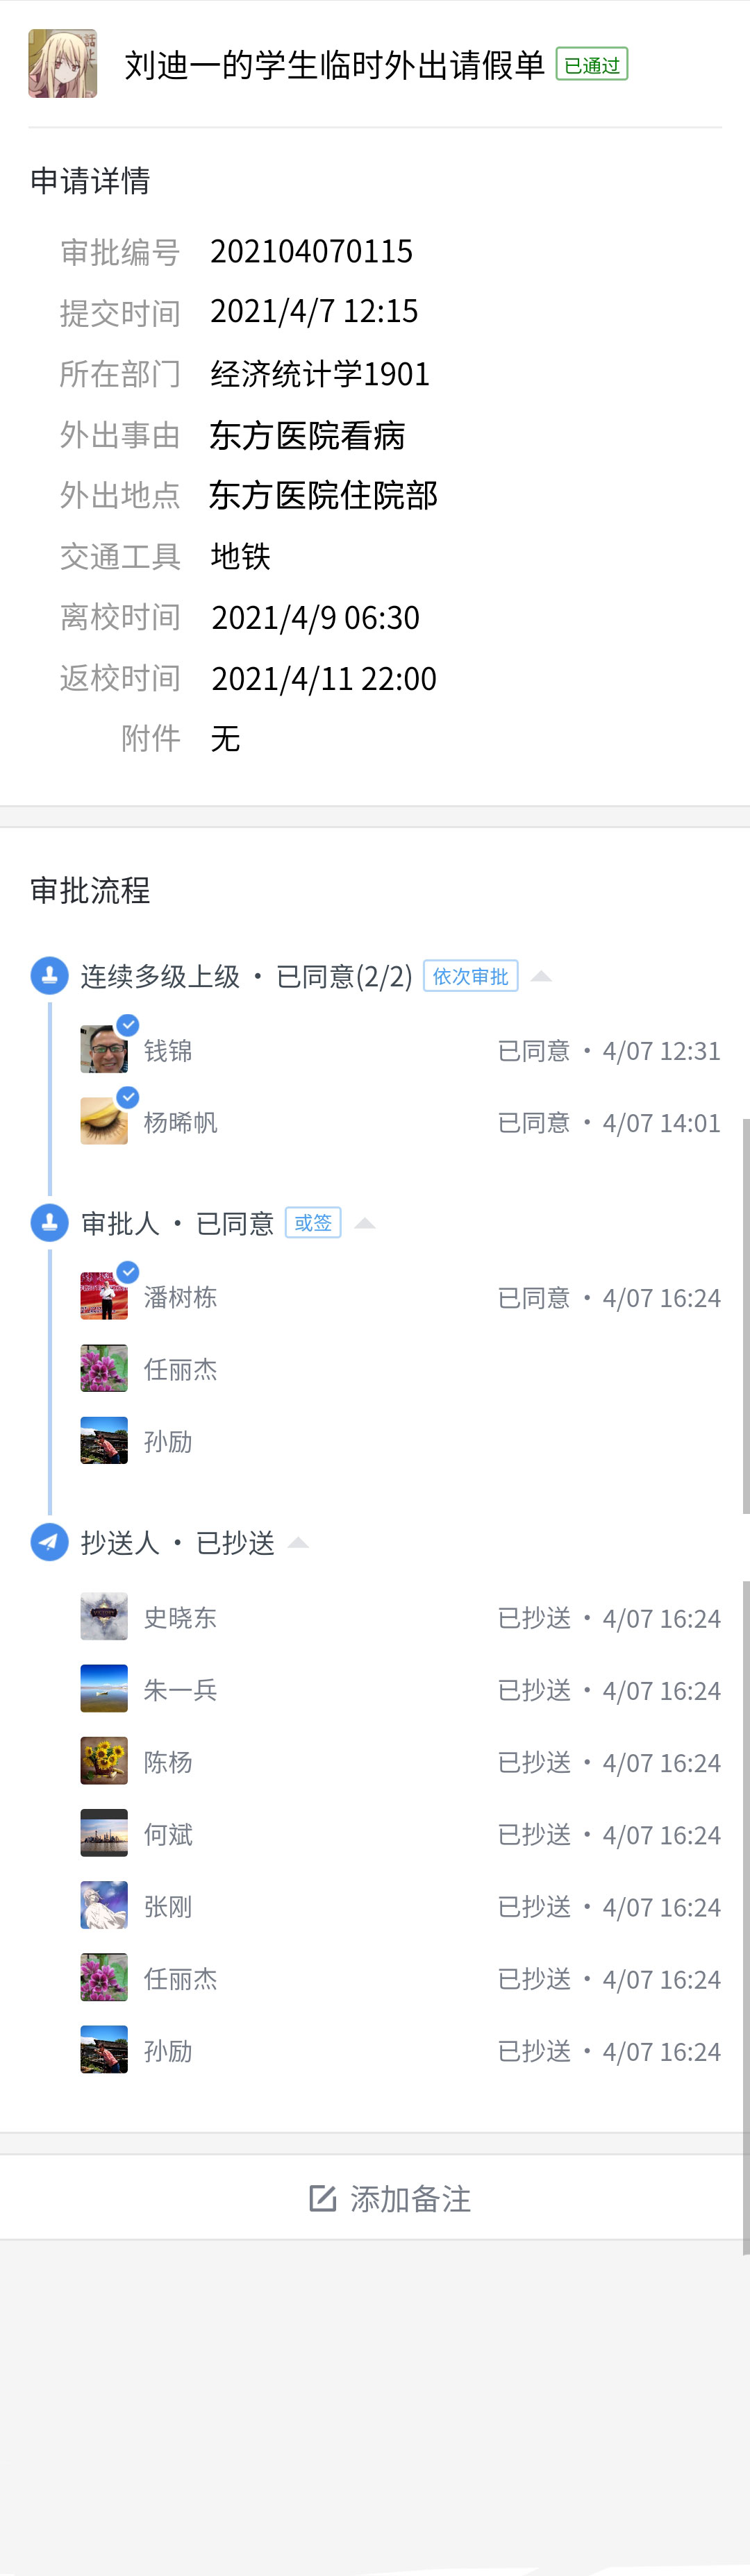 刘迪一的学生临时外出请假单 已通过
申请详情
审批编号 202104070115
提交时间 2021/4/7 12:15
所在部门 经济统计学1901
外出事由 东方医院看病
外出地点 东方医院住院部
交通工具 地铁
离校时间 2021/4/9 06:30
返校时间 2021/4/11 22:00
附件 无
审批流程
连续多级上级 · 已同意(2/2) 依次审批
钱锦 已同意 · 4/07 12:31
杨晞帆 已同意 · 4/07 14:01
审批人 · 已同意 或签
潘树栋 已同意 · 4/07 16:24
任丽杰
孙励
抄送人 · 已抄送
史晓东 已抄送 · 4/07 16:24
朱一兵 已抄送 · 4/07 16:24
陈杨 已抄送 · 4/07 16:24
何斌 已抄送 · 4/07 16:24
张刚 已抄送 · 4/07 16:24
任丽杰 已抄送 · 4/07 16:24
孙励 已抄送 · 4/07 16:24
添加备注